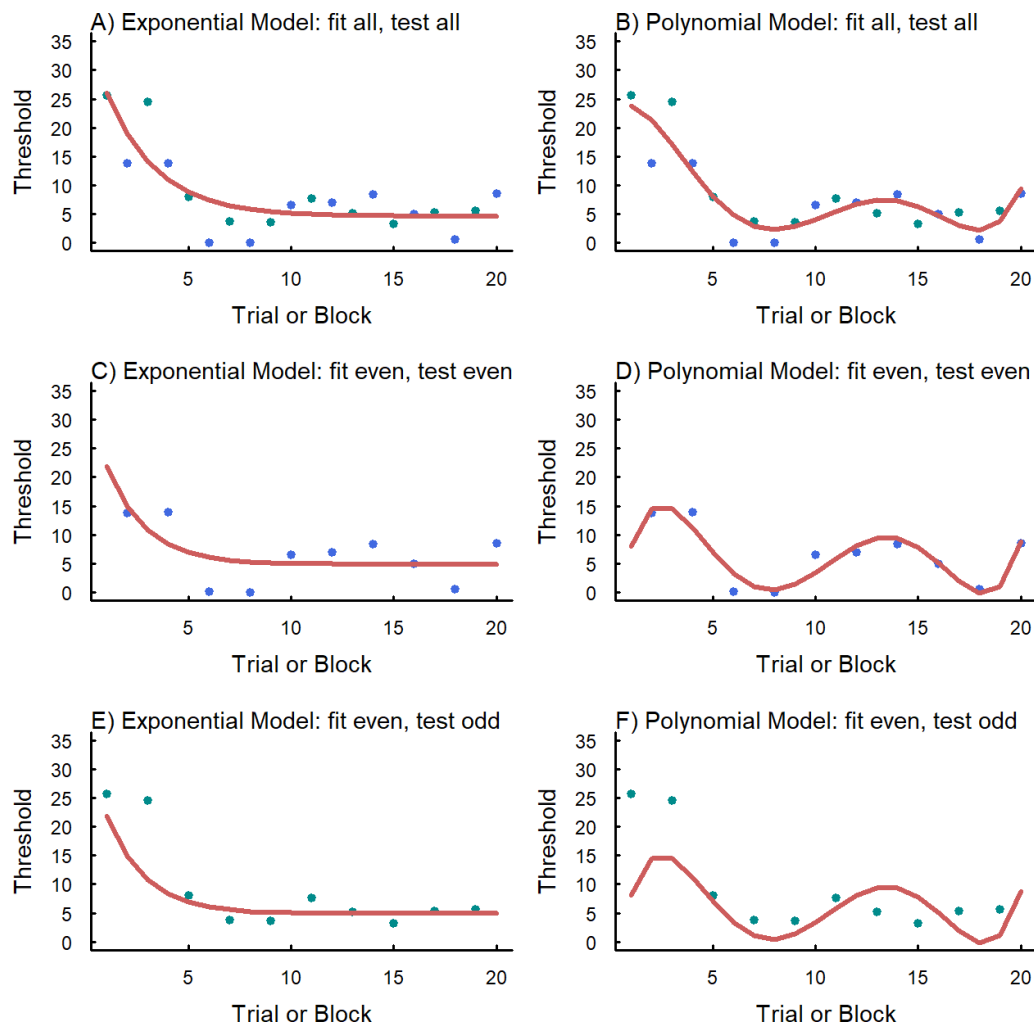 A) Exponential Model: fit all, test all
35
30
25
20
15
10
5
0
Threshold
5 10 15 20
Trial or Block
B) Polynomial Model: fit all, test all
35
30
25
20
15
10
5
0
Threshold
5 10 15 20
Trial or Block
C) Exponential Model: fit even, test even
35
30
25
20
15
10
5
0
Threshold
5 10 15 20
Trial or Block
D) Polynomial Model: fit even, test even
35
30
25
20
15
10
5
0
Threshold
5 10 15 20
Trial or Block
E) Exponential Model: fit even, test odd
35
30
25
20
15
10
5
0
Threshold
5 10 15 20
Trial or Block
F) Polynomial Model: fit even, test odd
35
30
25
20
15
10
5
0
Threshold
5 10 15 20
Trial or Block